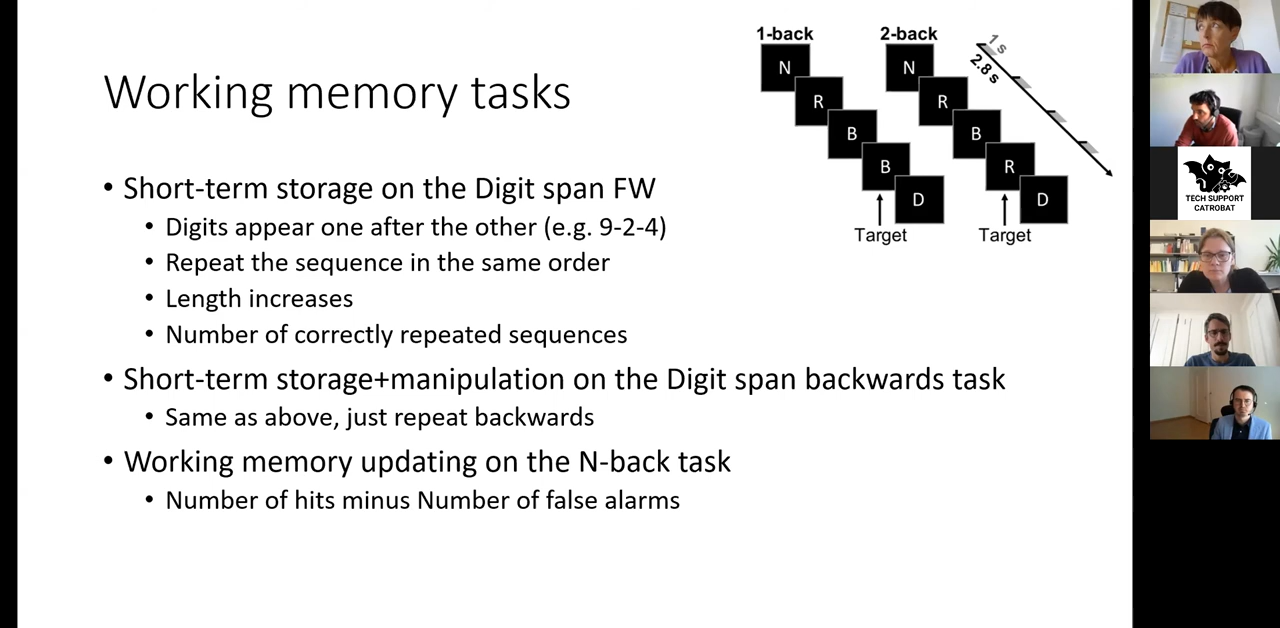 Working memory tasks
• Short-term storage on the Digit span FW
• Digits appear one after the other (e.g. 9-2-4)
• Repeat the sequence in the same order
• Length increases
• Number of correctly repeated sequences
• Short-term storage+manipulation on the Digit span backwards task
• Same as above, just repeat backwards
• Working memory updating on the N-back task
• Number of hits minus Number of false alarms
1-back
N
R
B
B
D
Target
2-back
N
R
B
R
D
Target
1 s
2.8 s
TECH SUPPORT
CATROBAT